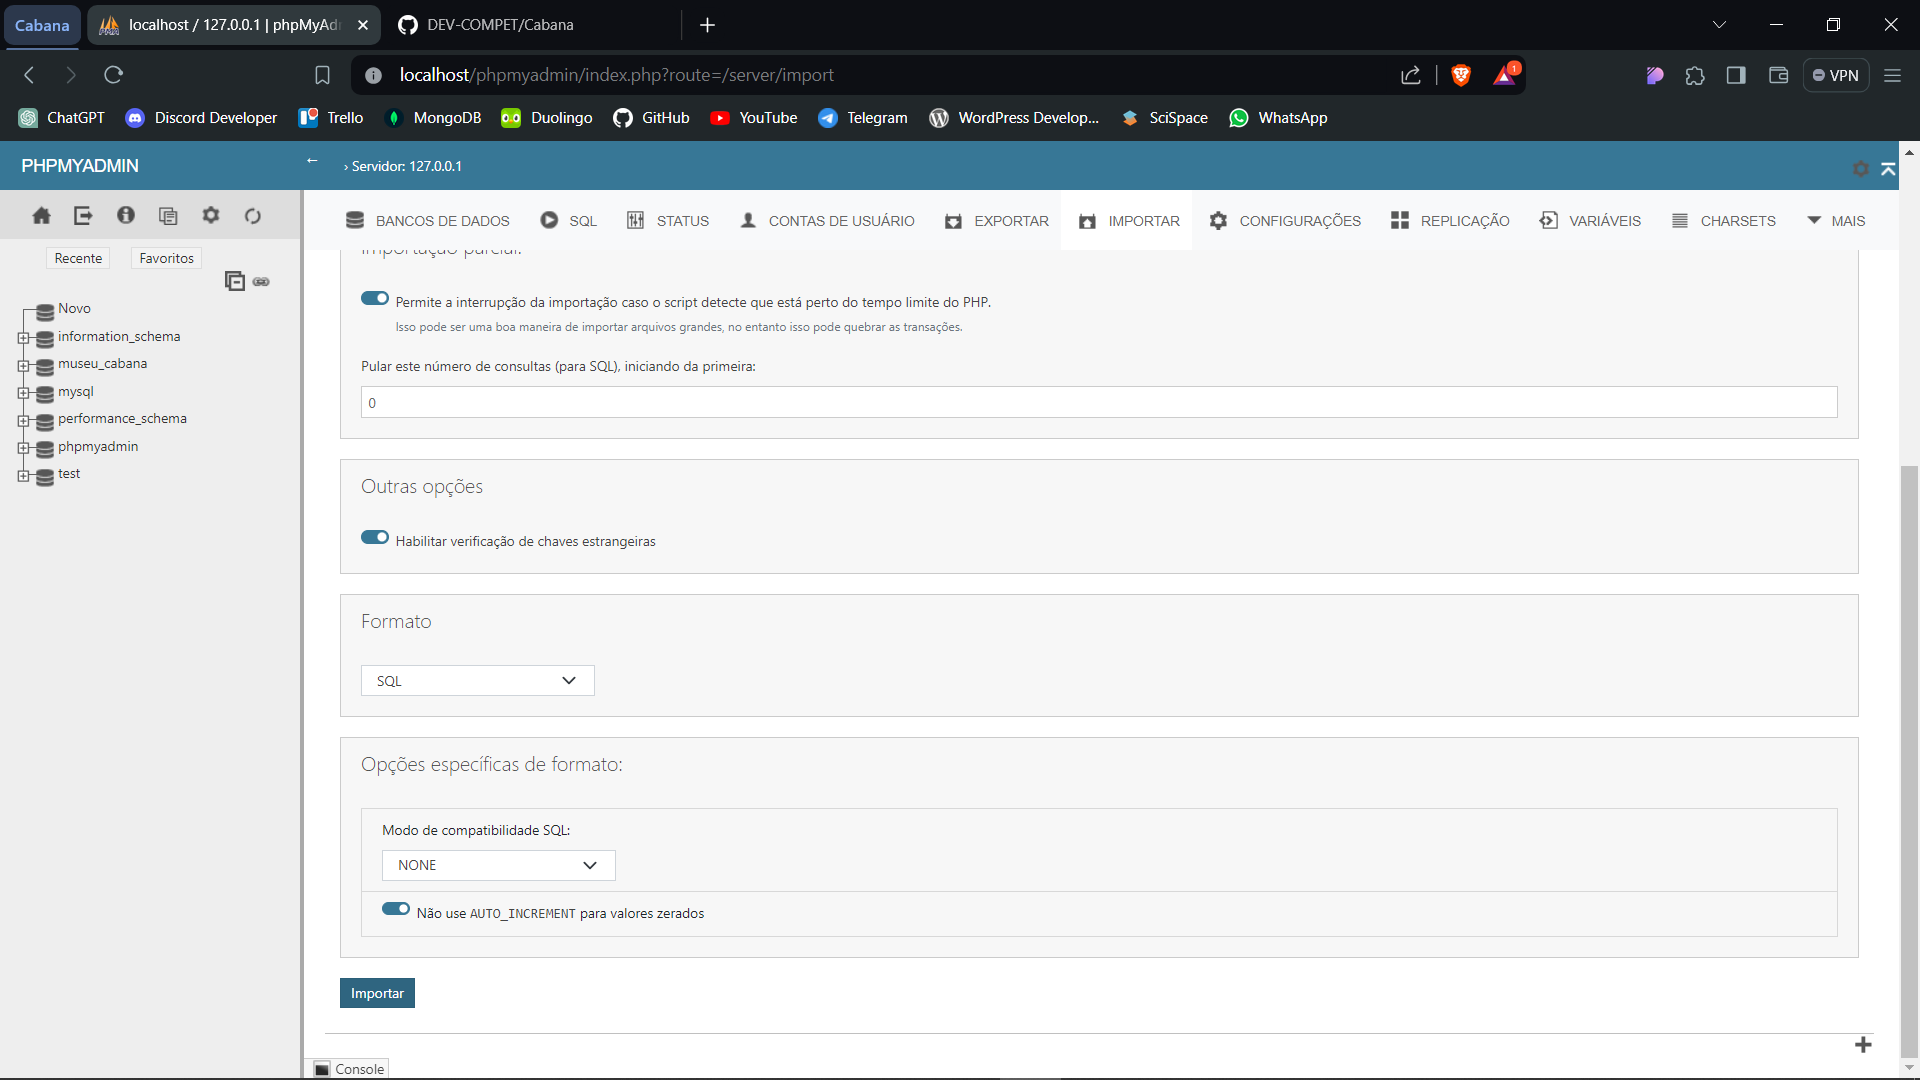 Cabana
localhost / 127.0.0.1 | phpMyAd
DEV-COMPET/Cabana
localhost/phpmyadmin/index.php?route=/server/import
1
VPN
ChatGPT
Discord Developer
Trello
MongoDB
Duolingo
GitHub
YouTube
Telegram
WordPress Develop...
SciSpace
WhatsApp
PHPMYADMIN
← › Servidor: 127.0.0.1
BANCOS DE DADOS
SQL
STATUS
CONTAS DE USUÁRIO
EXPORTAR
IMPORTAR
CONFIGURAÇÕES
REPLICAÇÃO
VARIÁVEIS
CHARSETS
MAIS
Recente
Favoritos
Novo
information_schema
museu_cabana
mysql
performance_schema
phpmyadmin
test
Importação parcial:
Permite a interrupção da importação caso o script detecte que está perto do tempo limite do PHP.
Isso pode ser uma boa maneira de importar arquivos grandes, no entanto isso pode quebrar as transações.
Pular este número de consultas (para SQL), iniciando da primeira:
0
Outras opções
Habilitar verificação de chaves estrangeiras
Formato
SQL
Opções específicas de formato:
Modo de compatibilidade SQL:
NONE
Não use AUTO_INCREMENT para valores zerados
Importar
Console